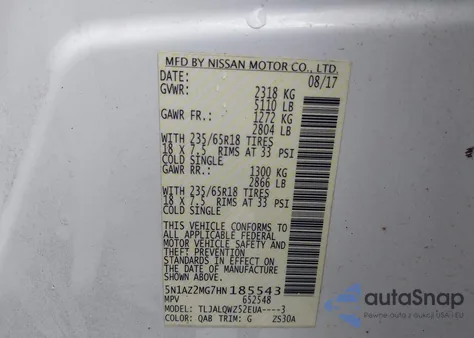 MFD BY NISSAN MOTOR CO., LTD.
DATE: 08/17
GVWR: 2318 KG
5110 LB
GAWR FR.: 1272 KG
2804 LB
WITH 235/65R18 TIRES
18 X 7.5 RIMS AT 33 PSI
COLD SINGLE
GAWR RR.: 1300 KG
2866 LB
WITH 235/65R18 TIRES
18 X 7.5 RIMS AT 33 PSI
COLD SINGLE
THIS VEHICLE CONFORMS TO
ALL APPLICABLE FEDERAL
MOTOR VEHICLE SAFETY AND
THEFT PREVENTION STANDARDS
IN EFFECT ON THE DATE OF
MANUFACTURE SHOWN ABOVE.
5N1AZ2MG7HN185543
MPV 652548
TLJALQWZ52EUA----3
COLOR: QAB TRIM: G ZS30A
autoSnap
POWERED BY